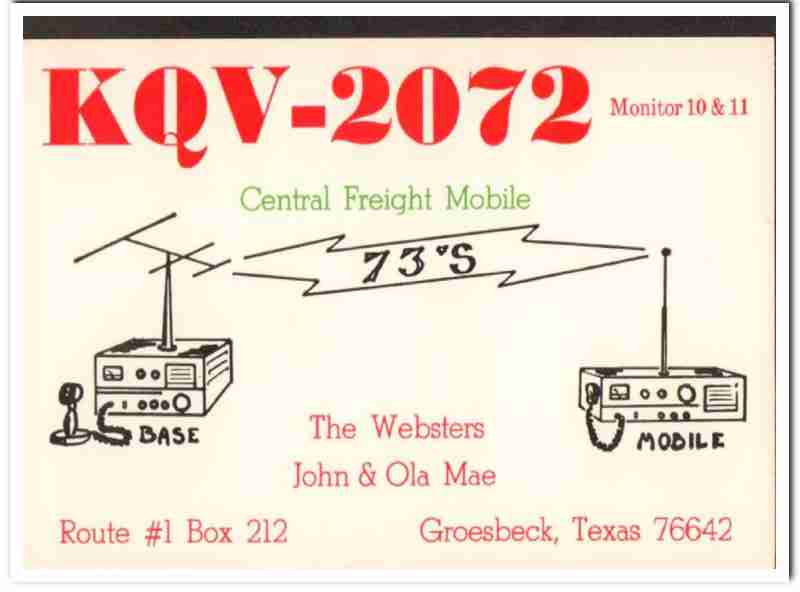 KQV-2072
Monitor 10 & 11
Central Freight Mobile
73'S
BASE
MOBILE
The Websters
John & Ola Mae
Route #1 Box 212
Groesbeck, Texas 76642